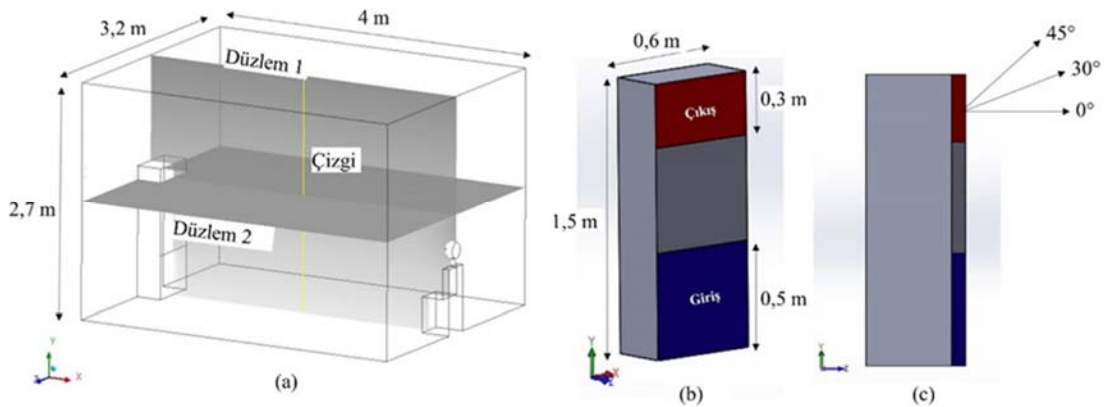 3,2 m
4 m
Düzlem 1
Çizgi
2,7 m
Düzlem 2
Y
X
Z
(a)
0,6 m
Çıkış
0,3 m
1,5 m
Giriş
0,5 m
Y
X
Z
(b)
45°
30°
0°
Y
Z
(c)